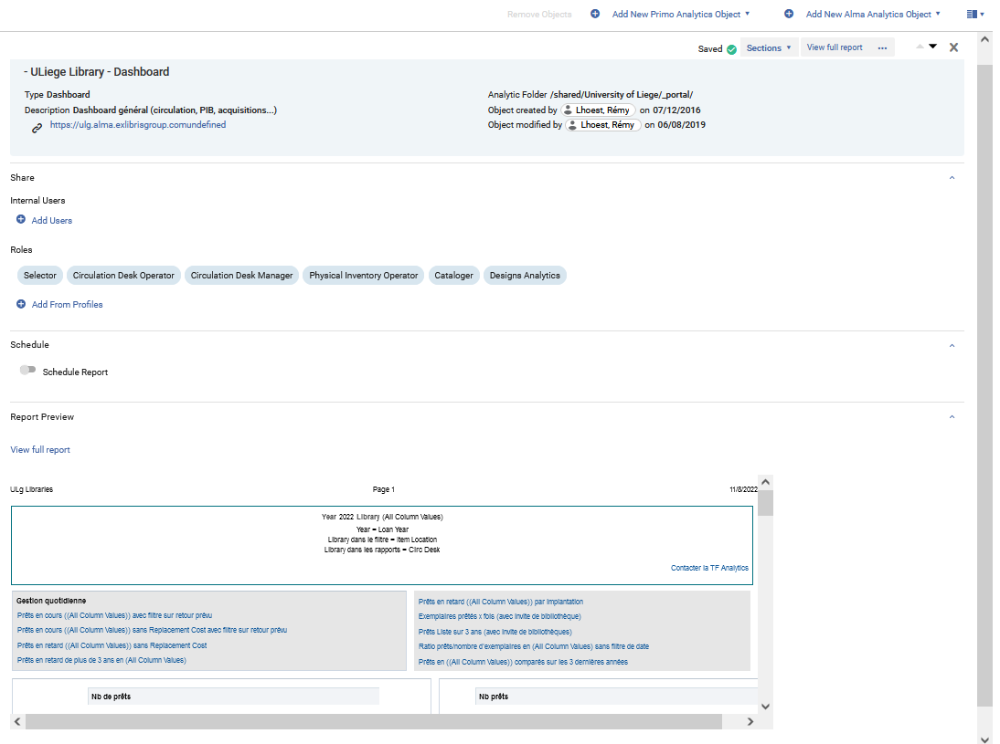 Remove Objects Add New Primo Analytics Object Add New Alma Analytics Object
Saved Sections View full report ...
- ULiege Library - Dashboard
Type Dashboard
Description Dashboard général (circulation, PIB, acquisitions...)
https://ulg.alma.exlibrisgroup.comundefined
Analytic Folder /shared/University of Liege/_portal/
Object created by Lhoest, Rémy on 07/12/2016
Object modified by Lhoest, Rémy on 06/08/2019
Share
Internal Users
Add Users
Roles
Selector Circulation Desk Operator Circulation Desk Manager Physical Inventory Operator Cataloger Designs Analytics
Add From Profiles
Schedule
Schedule Report
Report Preview
View full report
ULg Libraries Page 1 11/8/2022
Year 2022 Library (All Column Values)
Year = Loan Year
Library dans le filtre = Item Location
Library dans les rapports = Circ Desk
Contacter la TF Analytics
Gestion quotidienne
Prêts en cours ((All Column Values)) avec filtre sur retour prévu
Prêts en cours ((All Column Values)) sans Replacement Cost avec filtre sur retour prévu
Prêts en retard ((All Column Values)) sans Replacement Cost
Prêts en retard de plus de 3 ans en (All Column Values)
Prêts en retard ((All Column Values)) par implantation
Exemplaires prêtés x fois (avec invite de bibliothèque)
Prêts Liste sur 3 ans (avec invite de bibliothèques)
Ratio prêts/nombre d'exemplaires en (All Column Values) sans filtre de date
Prêts en ((All Column Values)) comparés sur les 3 dernières années
Nb de prêts
Nb prêts